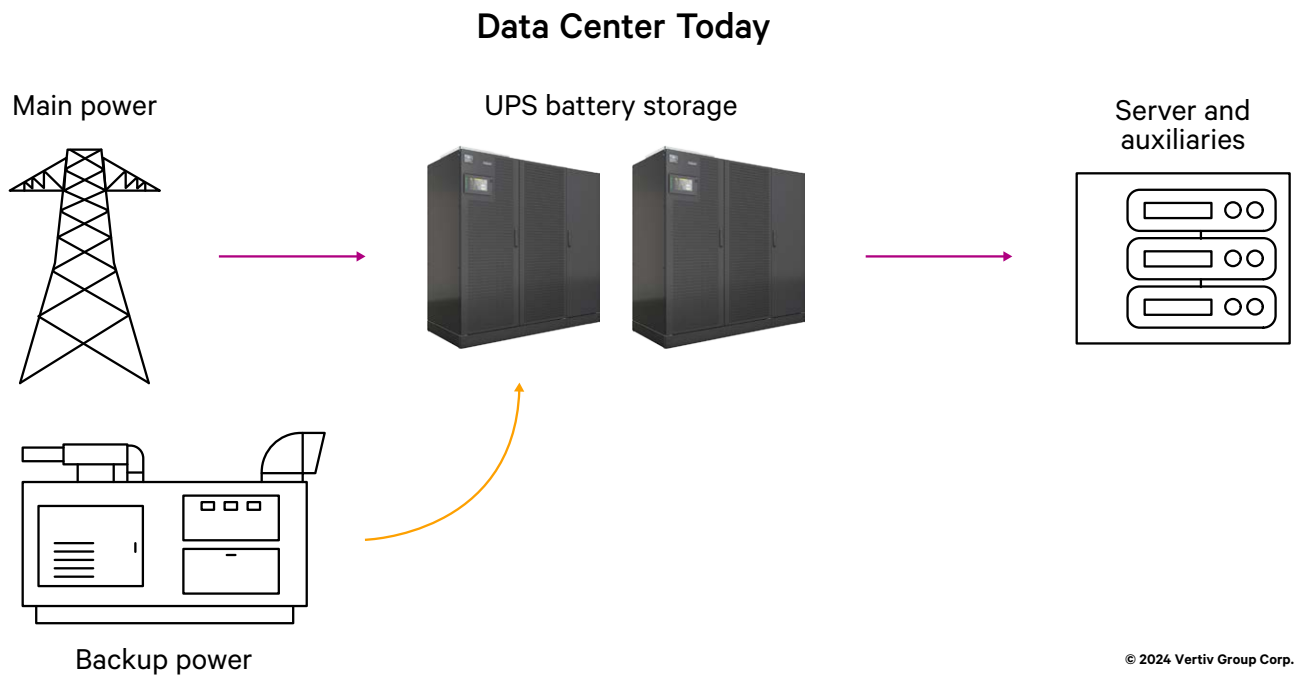 Data Center Today
Main power
UPS battery storage
Server and
auxiliaries
Backup power
© 2024 Vertiv Group Corp.